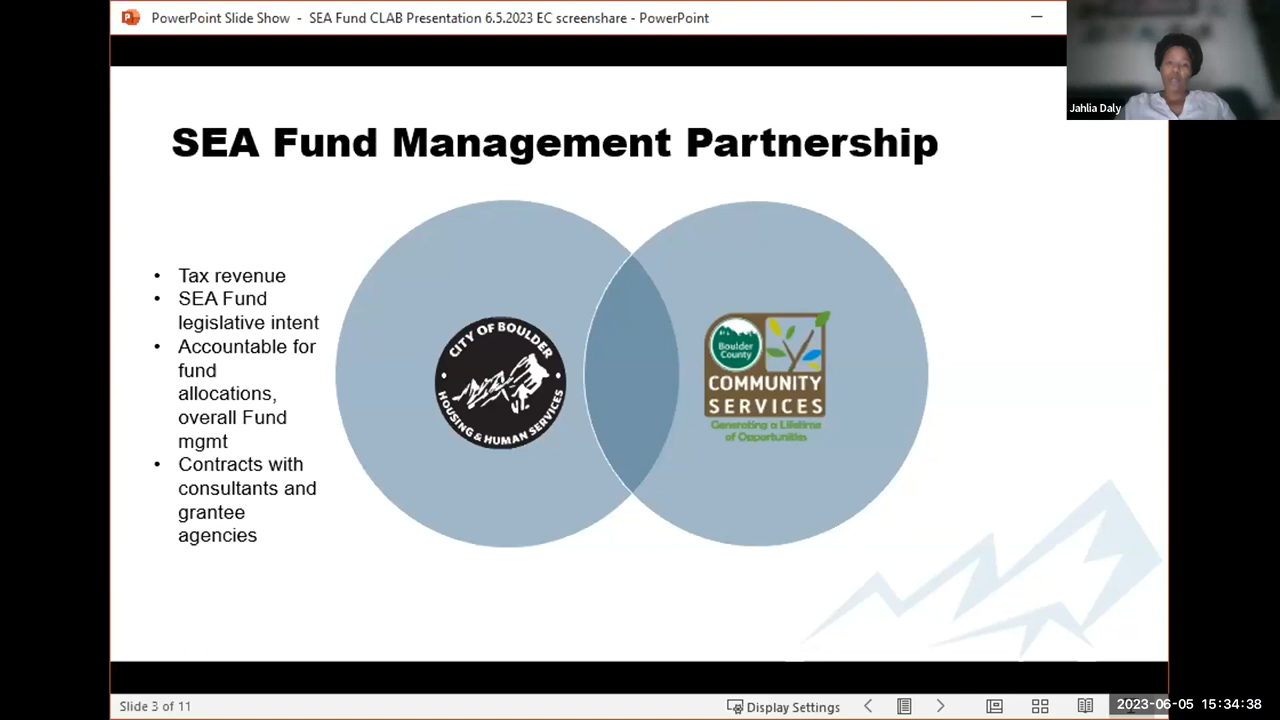 PowerPoint Slide Show - SEA Fund CLAB Presentation 6.5.2023 EC screenshare - PowerPoint
Jahlia Daly
SEA Fund Management Partnership
• Tax revenue
• SEA Fund
legislative intent
• Accountable for
fund
allocations,
overall Fund
mgmt
• Contracts with
consultants and
grantee
agencies
CITY OF BOULDER
HOUSING & HUMAN SERVICES
Boulder
County
COMMUNITY
SERVICES
Generating a Lifetime
of Opportunities
Slide 3 of 11
Display Settings
2023-06-05 15:34:38